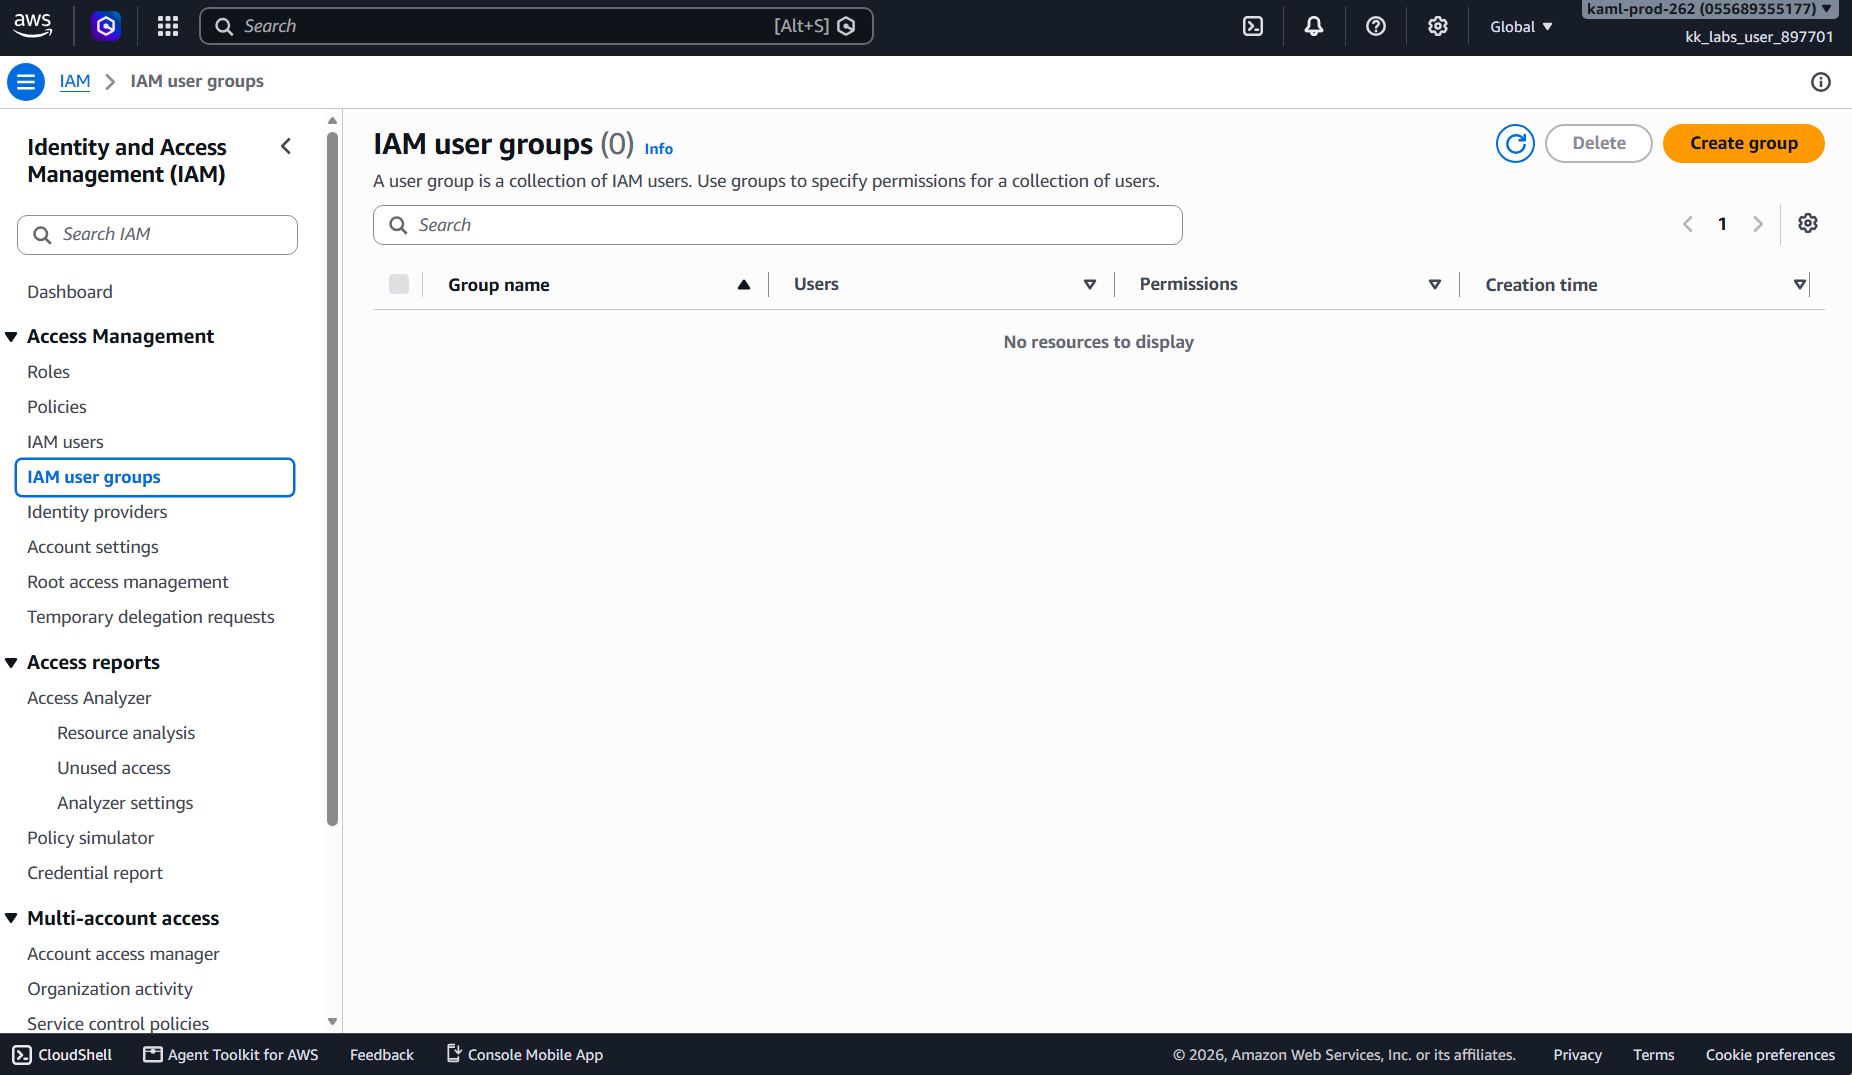 aws
Search
[Alt+S]
Global
kaml-prod-262 (055689355177)
kk_labs_user_897701
IAM
IAM user groups
Identity and Access
Management (IAM)
Search IAM
Dashboard
Access Management
Roles
Policies
IAM users
IAM user groups
Identity providers
Account settings
Root access management
Temporary delegation requests
Access reports
Access Analyzer
Resource analysis
Unused access
Analyzer settings
Policy simulator
Credential report
Multi-account access
Account access manager
Organization activity
Service control policies
IAM user groups (0) Info
Delete
Create group
A user group is a collection of IAM users. Use groups to specify permissions for a collection of users.
Search
1
Group name Users Permissions Creation time
No resources to display
CloudShell Agent Toolkit for AWS Feedback Console Mobile App © 2026, Amazon Web Services, Inc. or its affiliates. Privacy Terms Cookie preferences